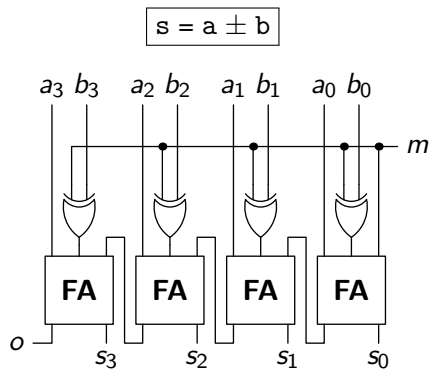 s = a ± b
a3 b3 a2 b2 a1 b1 a0 b0
m
FA FA FA FA
o s3 s2 s1 s0